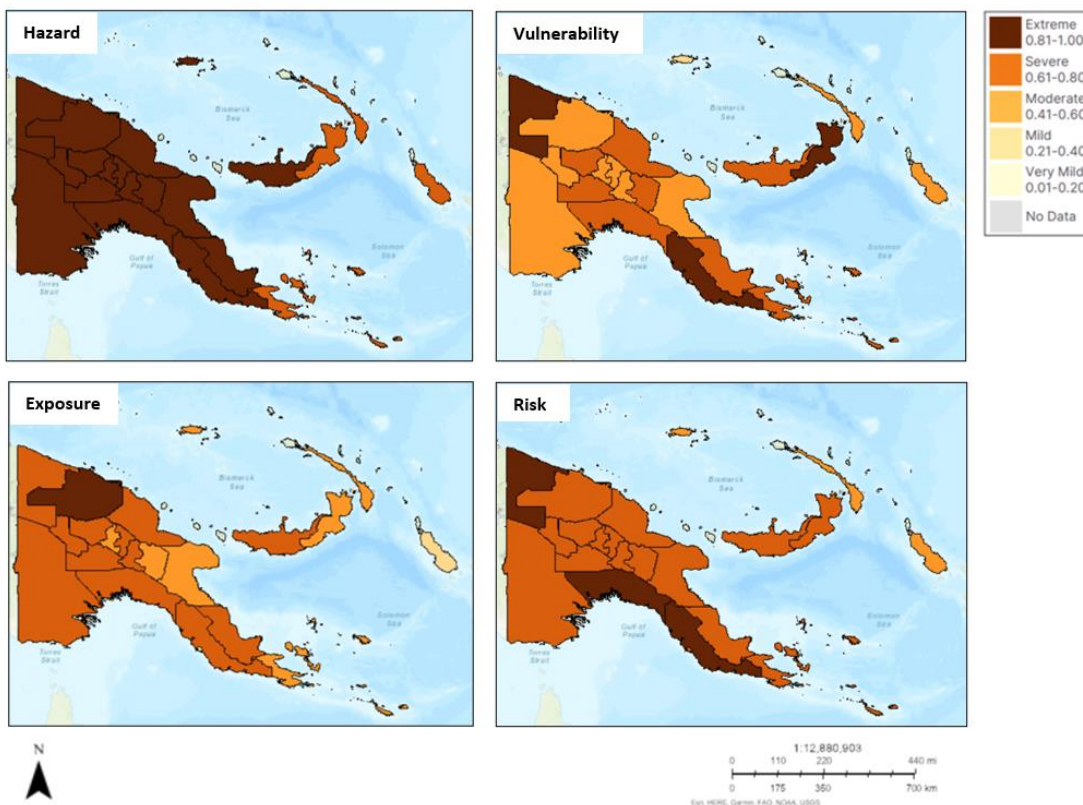 Hazard
Bismarck
Sea
Gulf of
Papua
Solomon
Sea
Torres
Strait
Vulnerability
Bismarck
Sea
Gulf of
Papua
Solomon
Sea
Torres
Strait
Extreme
0.81-1.00
Severe
0.61-0.80
Moderate
0.41-0.60
Mild
0.21-0.40
Very Mild
0.01-0.20
No Data
Exposure
Bismarck
Sea
Gulf of
Papua
Solomon
Sea
Torres
Strait
Risk
Bismarck
Sea
Gulf of
Papua
Solomon
Sea
Torres
Strait
N
1:12,880,903
0 110 220 440 mi
0 175 350 700 km
Esri, HERE, Garmin, FAO, NOAA, USGS